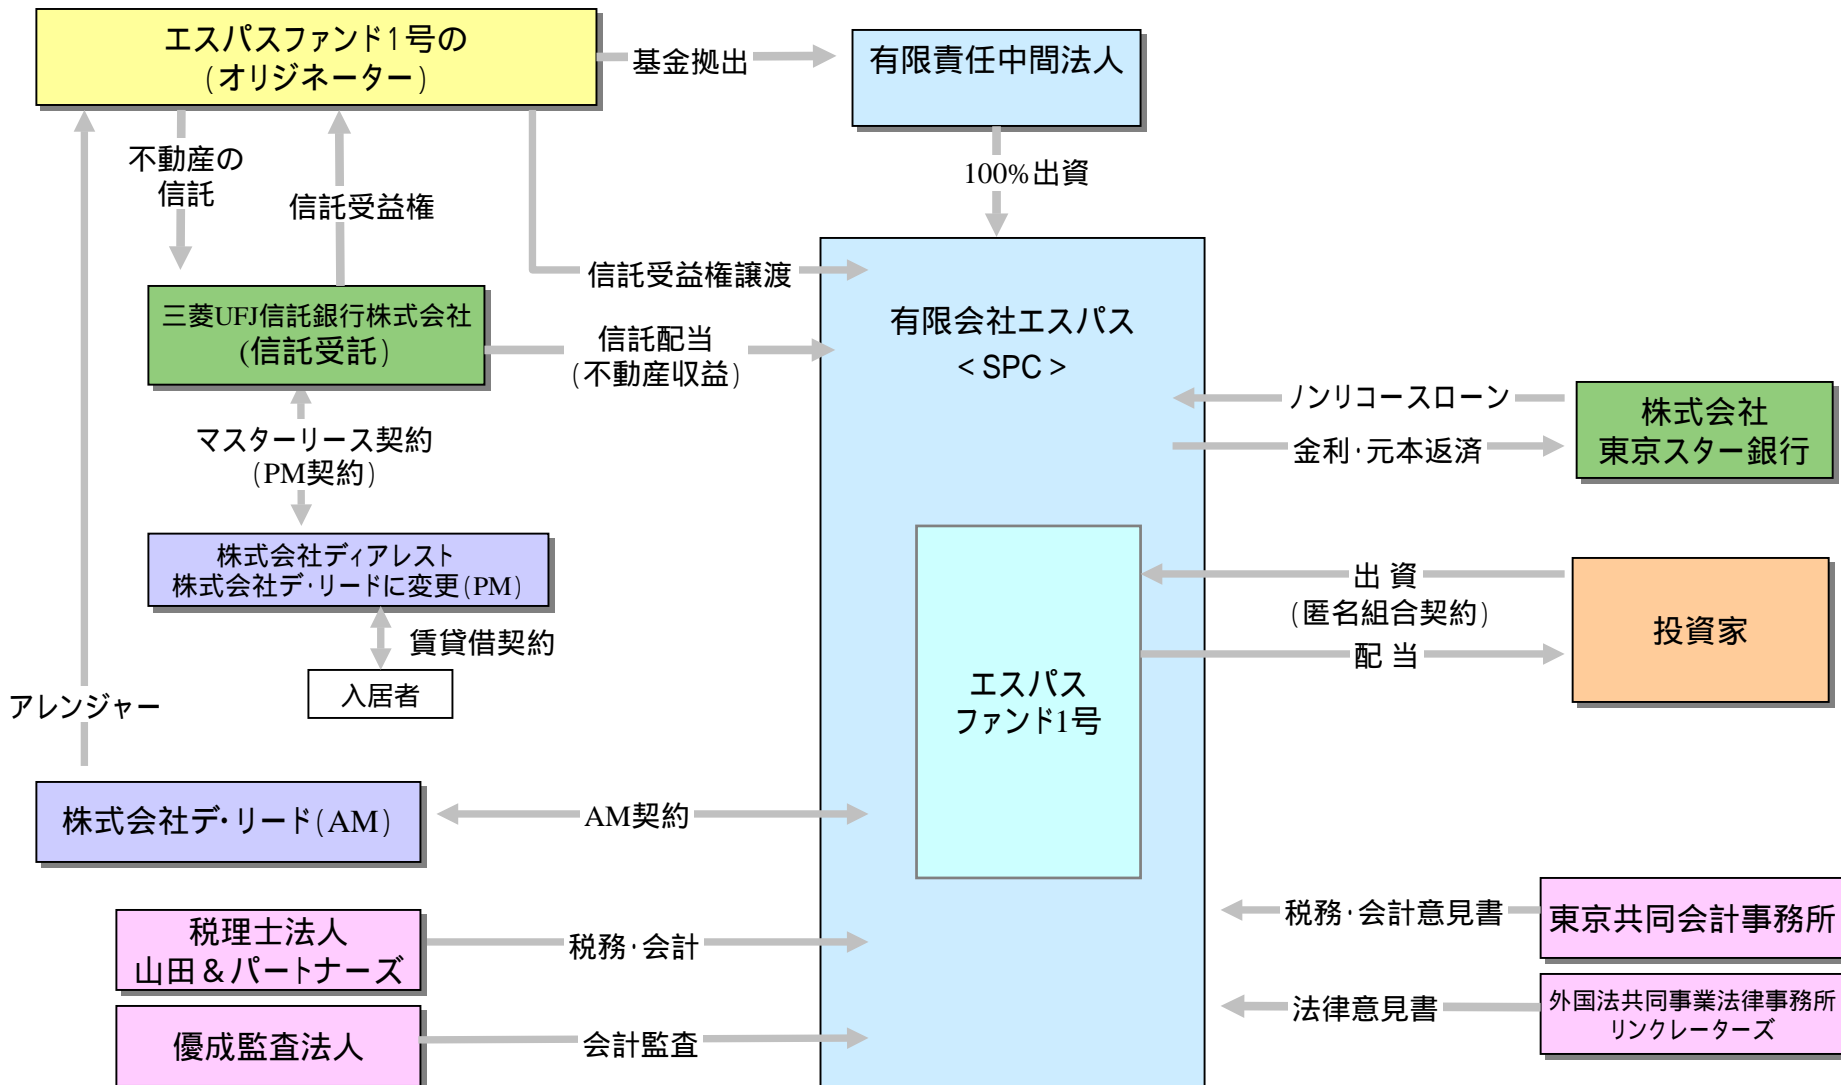 エスパスファンド1号の
(オリジネーター)
基金拠出
有限責任中間法人
不動産の
信託
信託受益権
100%出資
信託受益権譲渡
三菱UFJ信託銀行株式会社
(信託受託)
信託配当
(不動産収益)
有限会社エスパス
< SPC >
ノンリコースローン
金利・元本返済
株式会社
東京スター銀行
マスターリース契約
(PM契約)
株式会社ディアレスト
株式会社デ・リードに変更(PM)
賃貸借契約
入居者
出 資
(匿名組合契約)
配 当
投資家
エスパス
ファンド1号
アレンジャー
株式会社デ・リード(AM)
AM契約
税理士法人
山田&パートナーズ
税務・会計
税務・会計意見書
東京共同会計事務所
優成監査法人
会計監査
法律意見書
外国法共同事業法律事務所
リンクレーターズ